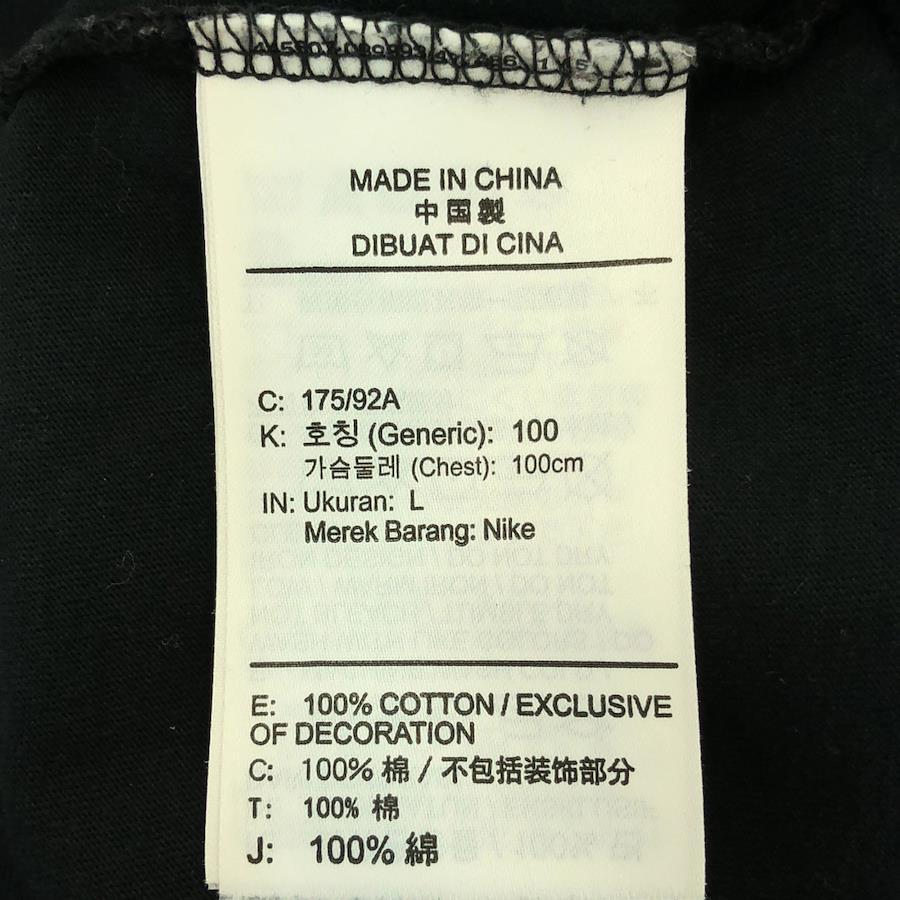 MADE IN CHINA
中国製
DIBUAT DI CINA
C: 175/92A
K: 호칭 (Generic): 100
가슴둘레 (Chest): 100cm
IN: Ukuran: L
Merek Barang: Nike
E: 100% COTTON / EXCLUSIVE
OF DECORATION
C: 100% 棉 / 不包括装饰部分
T: 100% 棉
J: 100% 綿